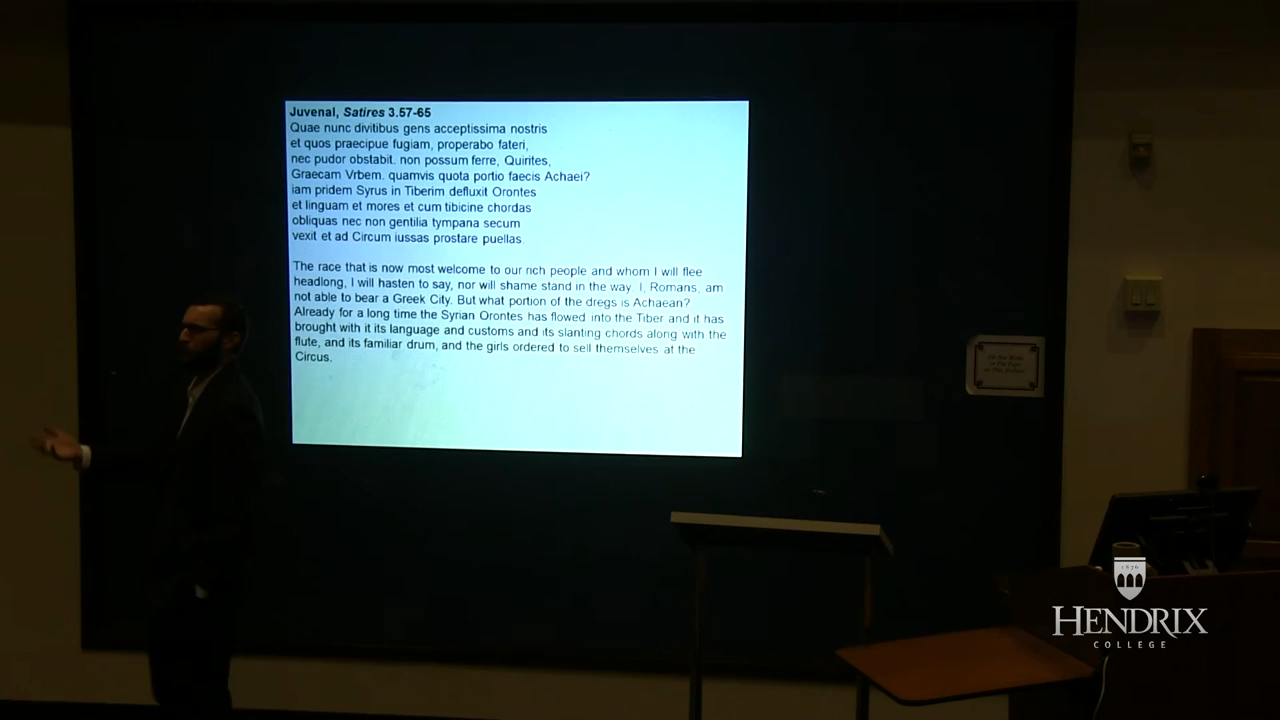 Juvenal, Satires 3.57-65
Quae nunc divitibus gens acceptissima nostris
et quos praecipue fugiam, properabo fateri,
nec pudor obstabit. non possum ferre, Quirites,
Graecam Vrbem. quamvis quota portio faecis Achaei?
iam pridem Syrus in Tiberim defluxit Orontes
et linguam et mores et cum tibicine chordas
obliquas nec non gentilia tympana secum
vexit et ad Circum iussas prostare puellas.
The race that is now most welcome to our rich people and whom I will flee
headlong, I will hasten to say, nor will shame stand in the way. I, Romans, am
not able to bear a Greek City. But what portion of the dregs is Achaean?
Already for a long time the Syrian Orontes has flowed into the Tiber and it has
brought with it its language and customs and its slanting chords along with the
flute, and its familiar drum, and the girls ordered to sell themselves at the
Circus.
1876
HENDRIX
COLLEGE